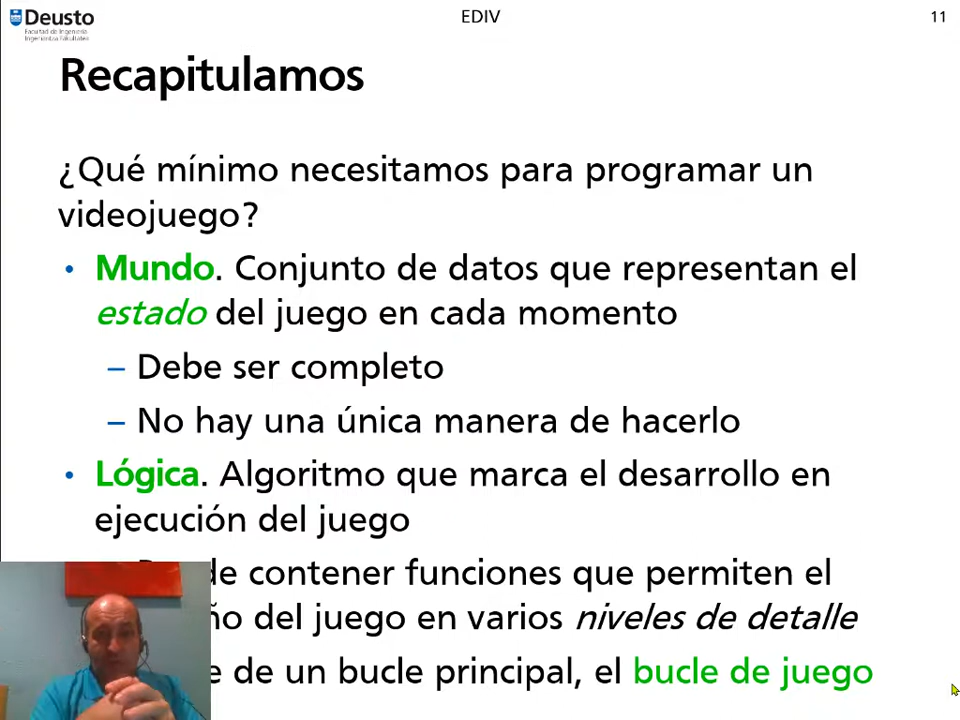 Deusto
Facultad de Ingeniería
Ingeniaritza Fakultatea
EDIV
11
Recapitulamos
¿Qué mínimo necesitamos para programar un
videojuego?
• Mundo. Conjunto de datos que representan el
estado del juego en cada momento
– Debe ser completo
– No hay una única manera de hacerlo
• Lógica. Algoritmo que marca el desarrollo en
ejecución del juego
contener funciones que permiten el
del juego en varios niveles de detalle
de un bucle principal, el bucle de juego